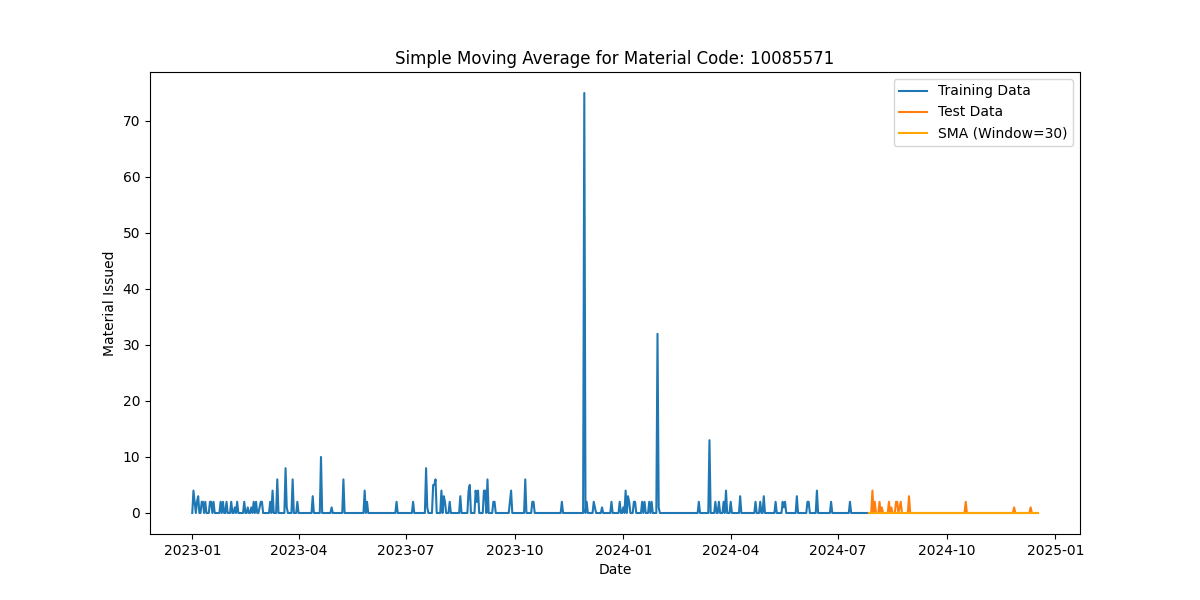 Simple Moving Average for Material Code: 10085571
Training Data
Test Data
SMA (Window=30)
Material Issued
70
60
50
40
30
20
10
0
2023-01 2023-04 2023-07 2023-10 2024-01 2024-04 2024-07 2024-10 2025-01
Date